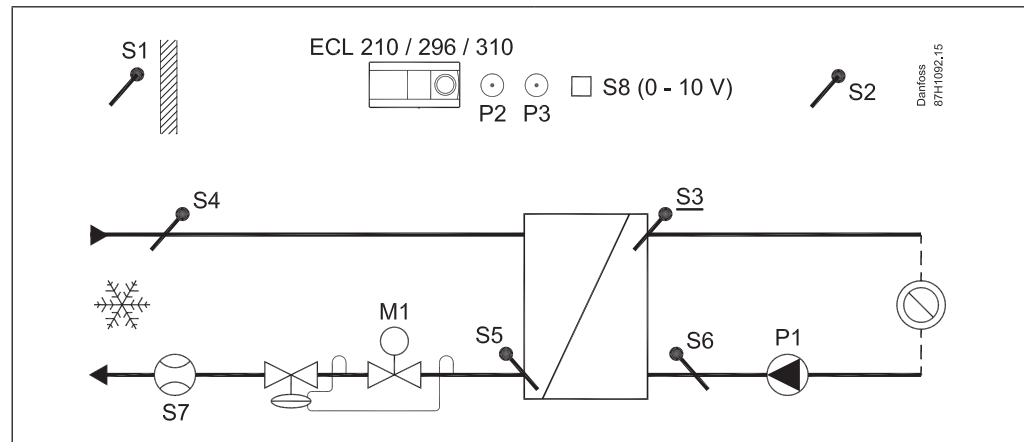 S1
ECL 210 / 296 / 310
P2
P3
S8 (0 - 10 V)
S2
Danfoss
87H1092.15
S4
S3
M1
S5
S6
P1
S7